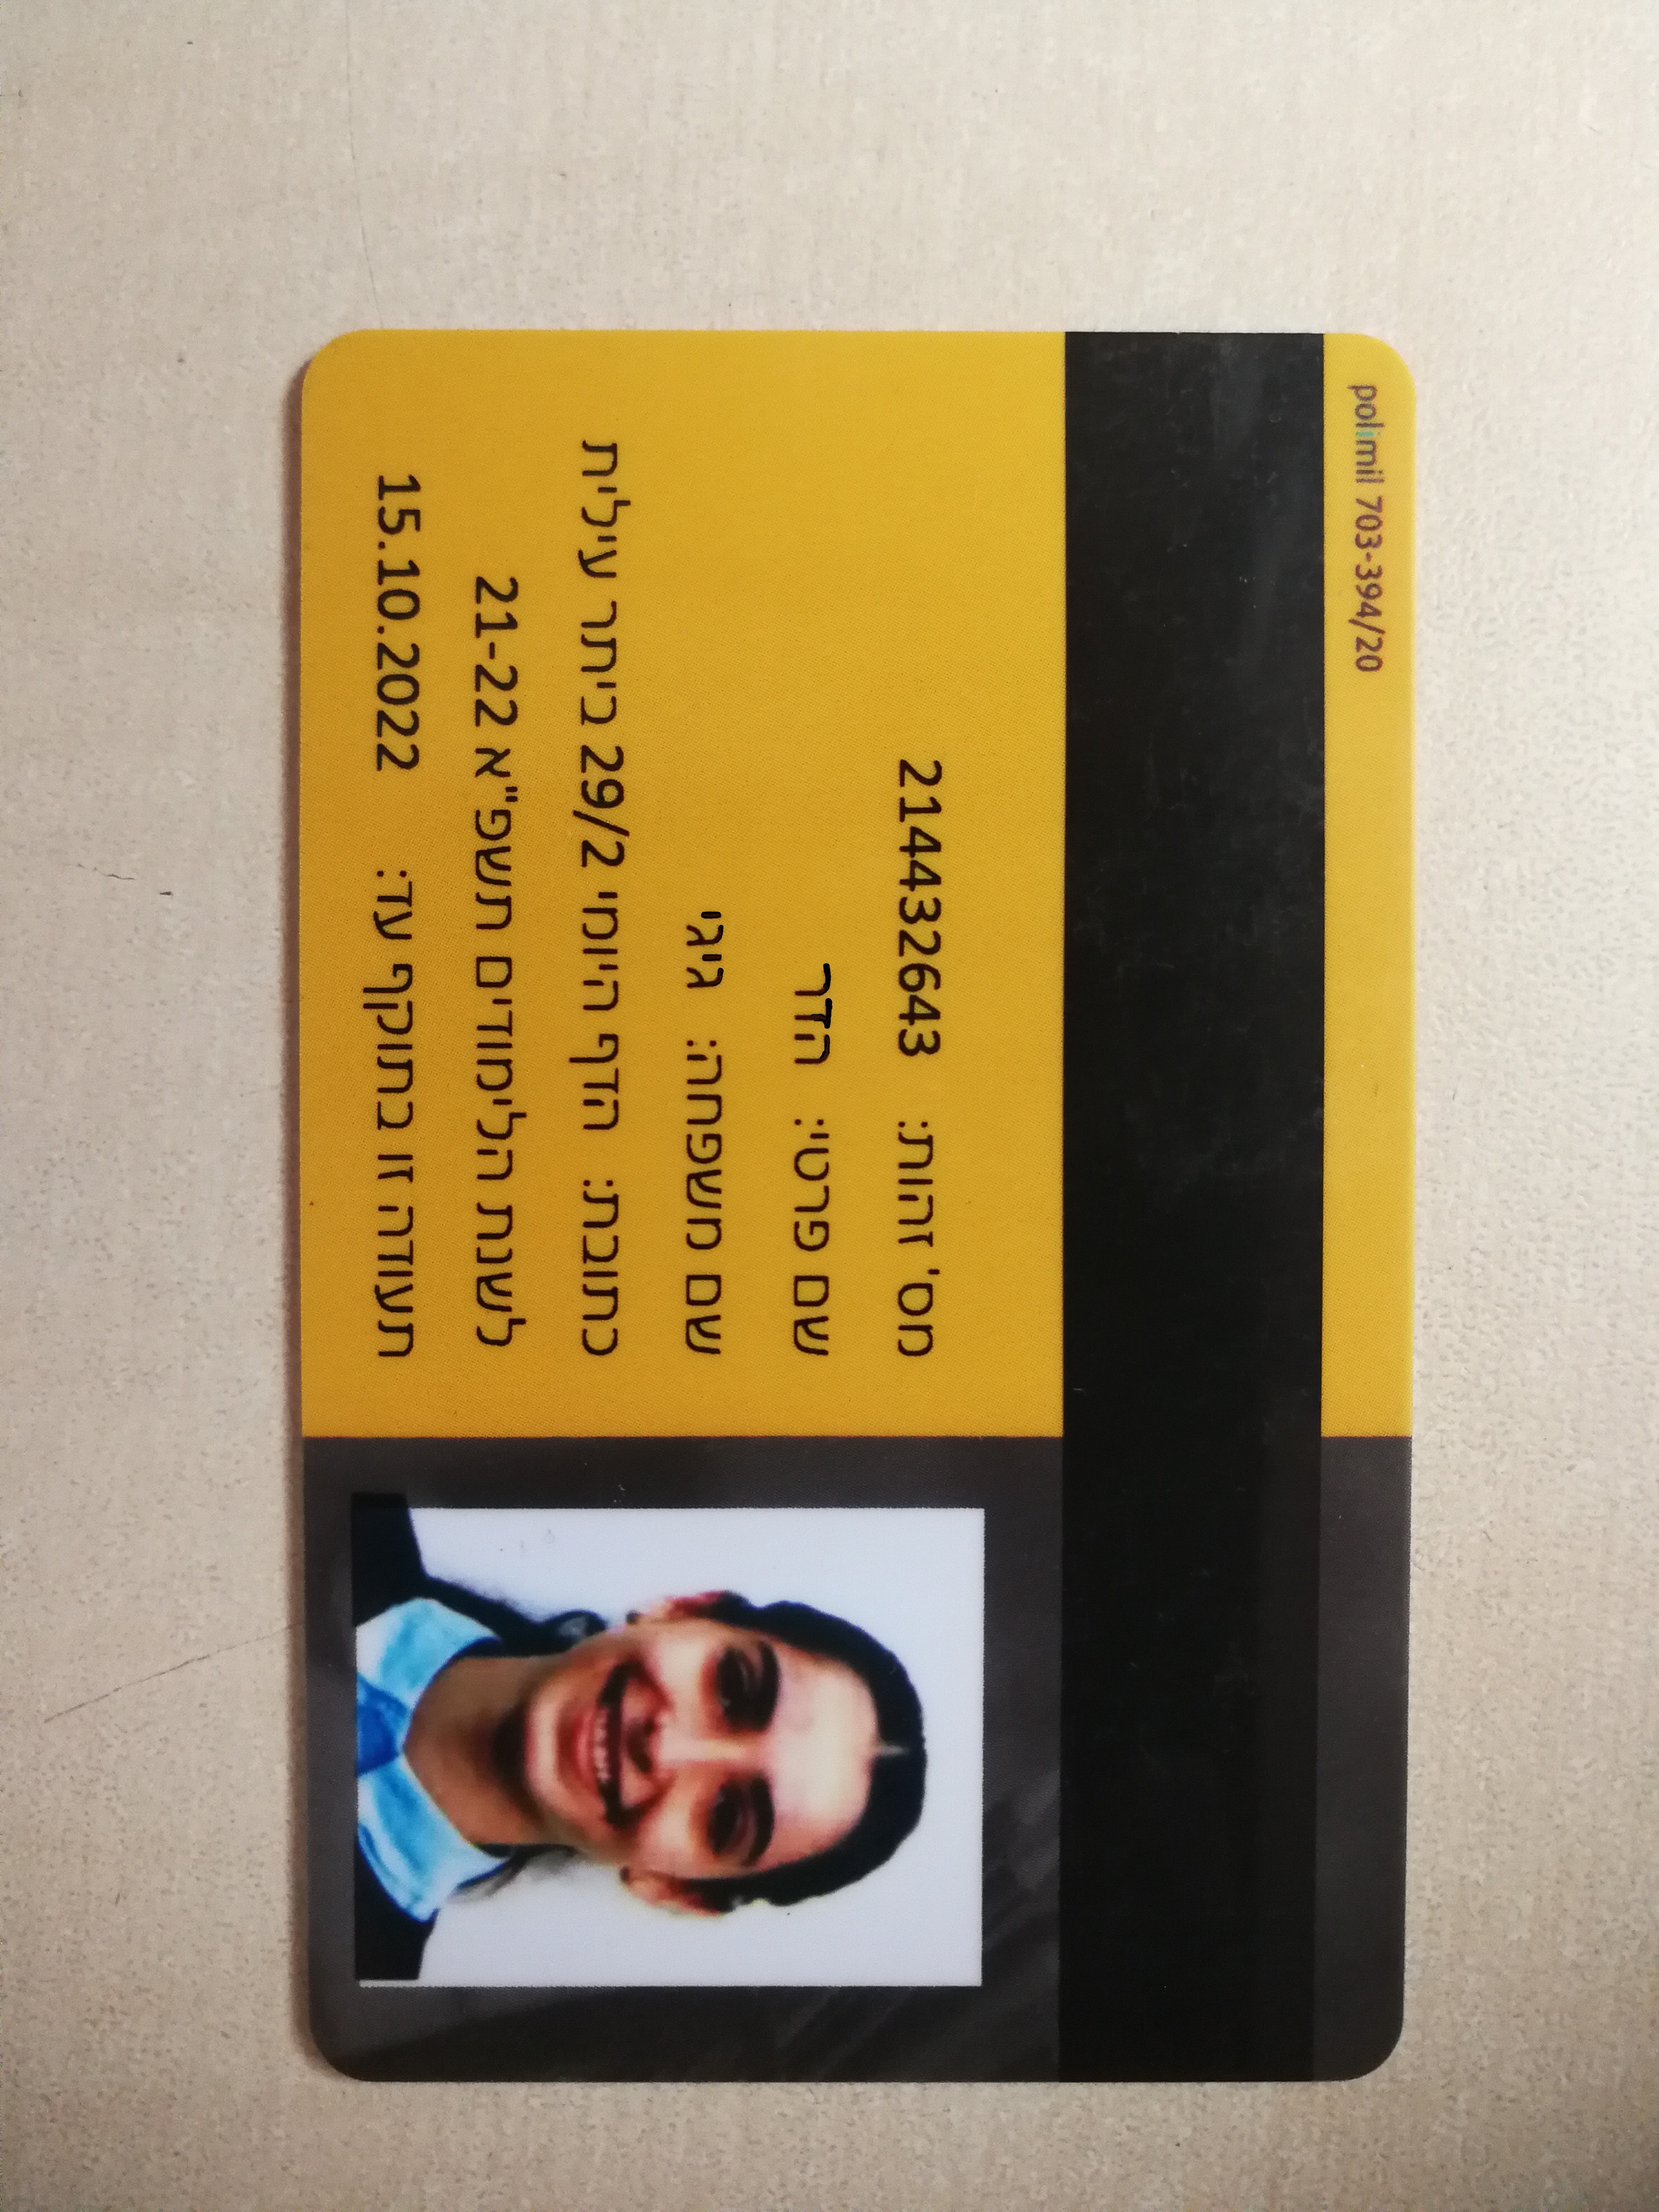 polimil 703-394/20
מס' זהות: 214432643
שם פרטי: הדר
שם משפחה: גיגי
כתובת: הדף היומי 29/2 ביתר עילית
לשנת הלימודים תשפ"א 21-22
תעודה זו בתוקף עד: 15.10.2022